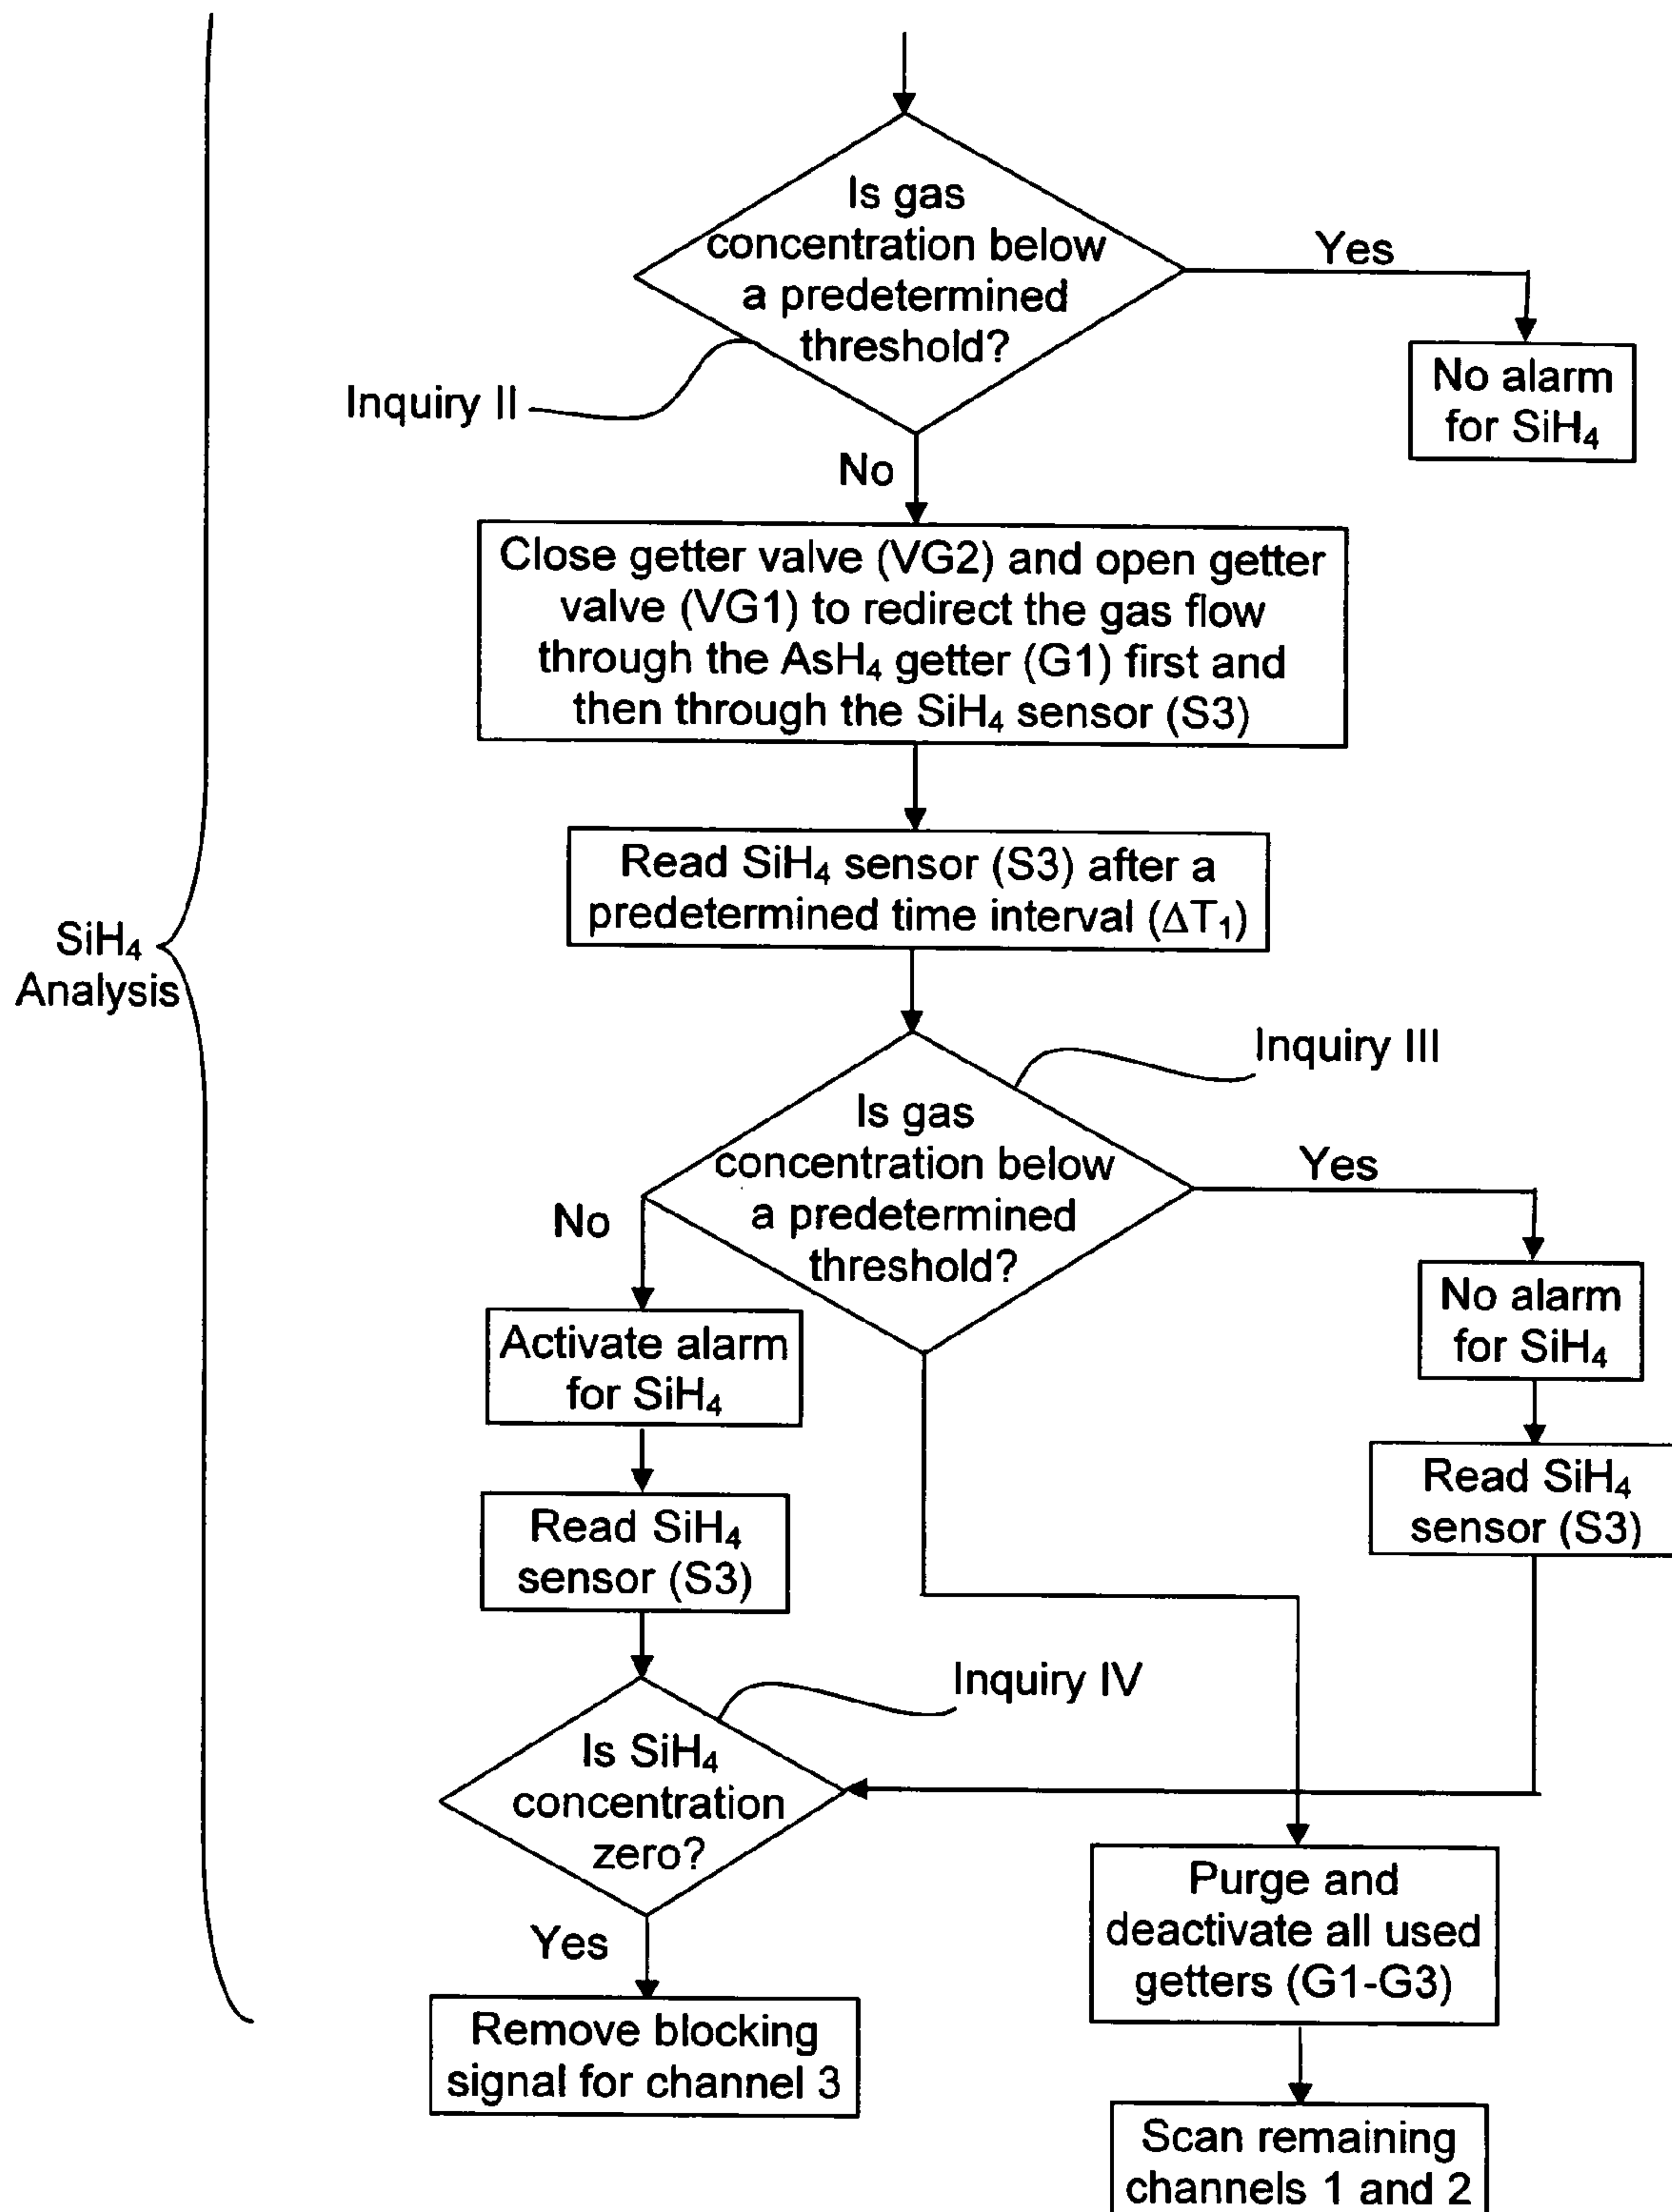 Is gas
concentration below
a predetermined
threshold?
Yes
No alarm
for SiH₄
Inquiry II
No
Close getter valve (VG2) and open getter
valve (VG1) to redirect the gas flow
through the AsH₄ getter (G1) first and
then through the SiH₄ sensor (S3)
Read SiH₄ sensor (S3) after a
predetermined time interval (ΔT₁)
SiH₄
Analysis
Inquiry III
Is gas
concentration below
a predetermined
threshold?
Yes
No
No alarm
for SiH₄
Activate alarm
for SiH₄
Read SiH₄
sensor (S3)
Read SiH₄
sensor (S3)
Inquiry IV
Is SiH₄
concentration
zero?
Yes
Purge and
deactivate all used
getters (G1-G3)
Remove blocking
signal for channel 3
Scan remaining
channels 1 and 2